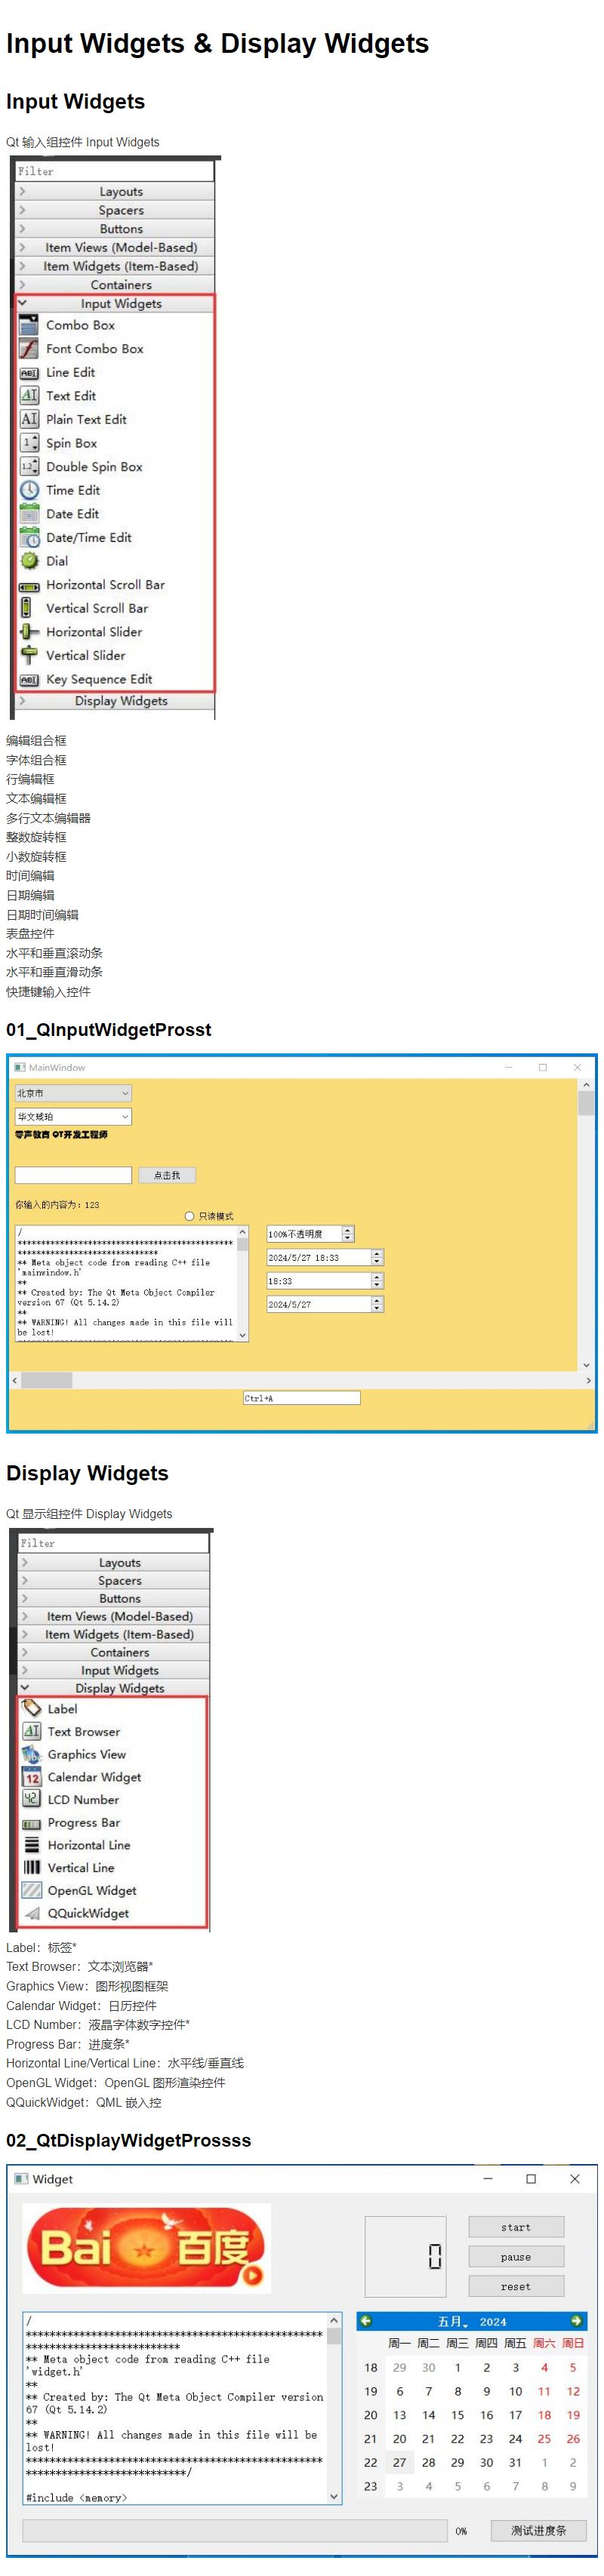 Input Widgets & Display Widgets
Input Widgets
Qt 输入组控件 Input Widgets
Filter
Layouts
Spacers
Buttons
Item Views (Model-Based)
Item Widgets (Item-Based)
Containers
Input Widgets
Combo Box
Font Combo Box
Line Edit
Text Edit
Plain Text Edit
Spin Box
Double Spin Box
Time Edit
Date Edit
Date/Time Edit
Dial
Horizontal Scroll Bar
Vertical Scroll Bar
Horizontal Slider
Vertical Slider
Key Sequence Edit
Display Widgets
编辑组合框
字体组合框
行编辑框
文本编辑框
多行文本编辑器
整数旋转框
小数旋转框
时间编辑
日期编辑
日期时间编辑
表盘控件
水平和垂直滚动条
水平和垂直滑动条
快捷键输入控件
01_QInputWidgetProsst
MainWindow
北京市
华文琥珀
零声教育 QT开发工程师
点击我
你输入的内容为：123
只读模式
/
*********************************************
****************************
** Meta object code from reading C++ file
'mainwindow.h'
**
** Created by: The Qt Meta Object Compiler
version 67 (Qt 5.14.2)
**
** WARNING! All changes made in this file will
be lost!
100%不透明度
2024/5/27 18:33
18:33
2024/5/27
Ctrl+A
Display Widgets
Qt 显示组控件 Display Widgets
Filter
Layouts
Spacers
Buttons
Item Views (Model-Based)
Item Widgets (Item-Based)
Containers
Input Widgets
Display Widgets
Label
Text Browser
Graphics View
Calendar Widget
LCD Number
Progress Bar
Horizontal Line
Vertical Line
OpenGL Widget
QQuickWidget
Label：标签*
Text Browser：文本浏览器*
Graphics View：图形视图框架
Calendar Widget：日历控件
LCD Number：液晶字体数字控件*
Progress Bar：进度条*
Horizontal Line/Vertical Line：水平线/垂直线
OpenGL Widget：OpenGL 图形渲染控件
QQuickWidget：QML 嵌入控
02_QtDisplayWidgetProssss
Widget
Bai 百度
0
start
pause
reset
/
**************************************************
**************************
** Meta object code from reading C++ file
'widget.h'
**
** Created by: The Qt Meta Object Compiler version
67 (Qt 5.14.2)
**
** WARNING! All changes made in this file will be
lost!
**************************************************
***************************/
#include <memory>
五月, 2024
周一 周二 周三 周四 周五 周六 周日
18 29 30 1 2 3 4 5
19 6 7 8 9 10 11 12
20 13 14 15 16 17 18 19
21 20 21 22 23 24 25 26
22 27 28 29 30 31 1 2
23 3 4 5 6 7 8 9
0%
测试进度条